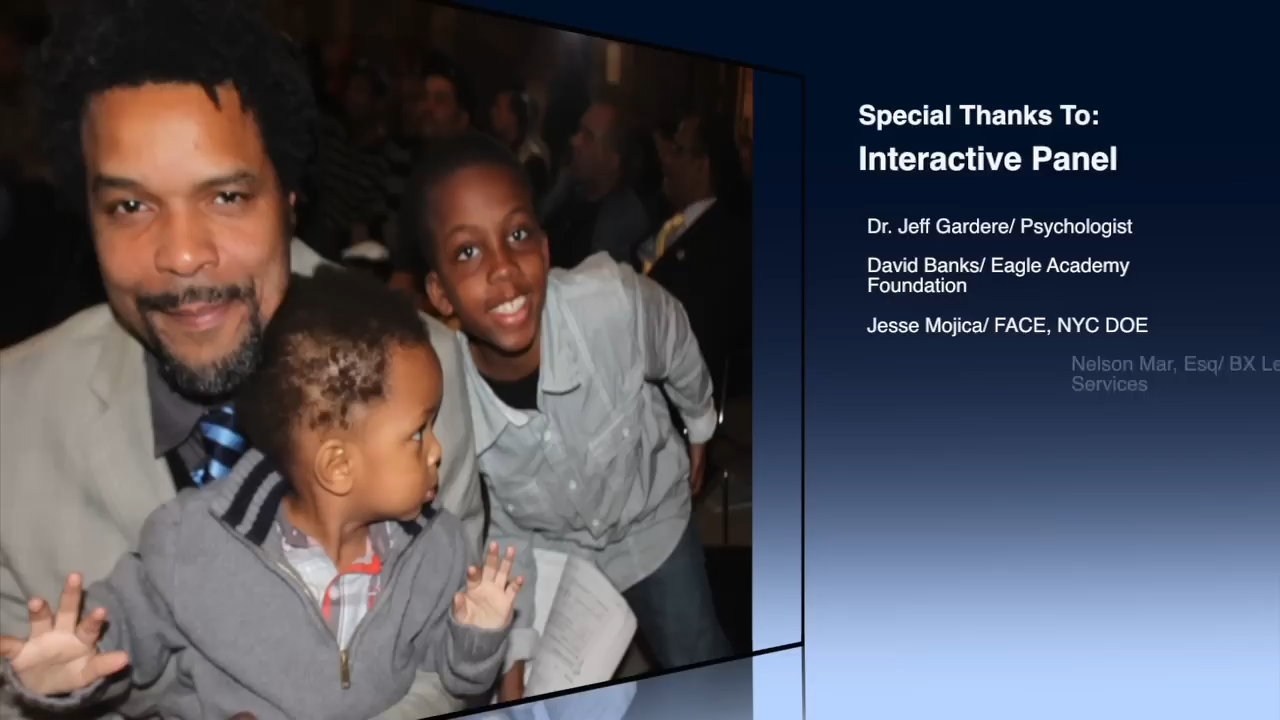 Special Thanks To:
Interactive Panel
Dr. Jeff Gardere/ Psychologist
David Banks/ Eagle Academy
Foundation
Jesse Mojica/ FACE, NYC DOE
Nelson Mar, Esq/ BX
Services